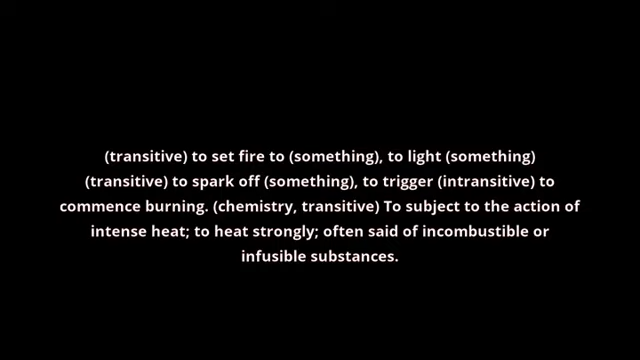 (transitive) to set fire to (something), to light (something)
(transitive) to spark off (something), to trigger (intransitive) to
commence burning. (chemistry, transitive) To subject to the action of
intense heat; to heat strongly; often said of incombustible or
infusible substances.